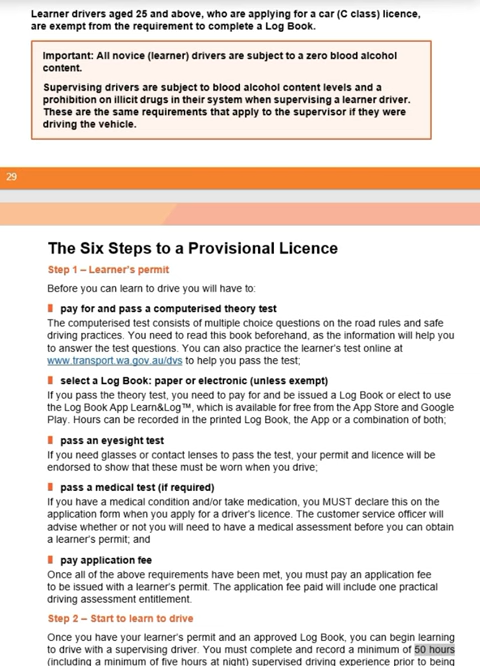 Learner drivers aged 25 and above, who are applying for a car (C class) licence,
are exempt from the requirement to complete a Log Book.
Important: All novice (learner) drivers are subject to a zero blood alcohol
content.
Supervising drivers are subject to blood alcohol content levels and a
prohibition on illicit drugs in their system when supervising a learner driver.
These are the same requirements that apply to the supervisor if they were
driving the vehicle.
29
The Six Steps to a Provisional Licence
Step 1 – Learner's permit
Before you can learn to drive you will have to:
pay for and pass a computerised theory test
The computerised test consists of multiple choice questions on the road rules and safe
driving practices. You need to read this book beforehand, as the information will help you
to answer the test questions. You can also practice the learner's test online at
www.transport.wa.gov.au/dvs to help you pass the test;
select a Log Book: paper or electronic (unless exempt)
If you pass the theory test, you need to pay for and be issued a Log Book or elect to use
the Log Book App Learn&Log™, which is available for free from the App Store and Google
Play. Hours can be recorded in the printed Log Book, the App or a combination of both;
pass an eyesight test
If you need glasses or contact lenses to pass the test, your permit and licence will be
endorsed to show that these must be worn when you drive;
pass a medical test (if required)
If you have a medical condition and/or take medication, you MUST declare this on the
application form when you apply for a driver's licence. The customer service officer will
advise whether or not you will need to have a medical assessment before you can obtain
a learner's permit; and
pay application fee
Once all of the above requirements have been met, you must pay an application fee
to be issued with a learner's permit. The application fee paid will include one practical
driving assessment entitlement.
Step 2 – Start to learn to drive
Once you have your learner's permit and an approved Log Book, you can begin learning
to drive with a supervising driver. You must complete and record a minimum of 50 hours
(including a minimum of five hours at night) supervised driving experience prior to being